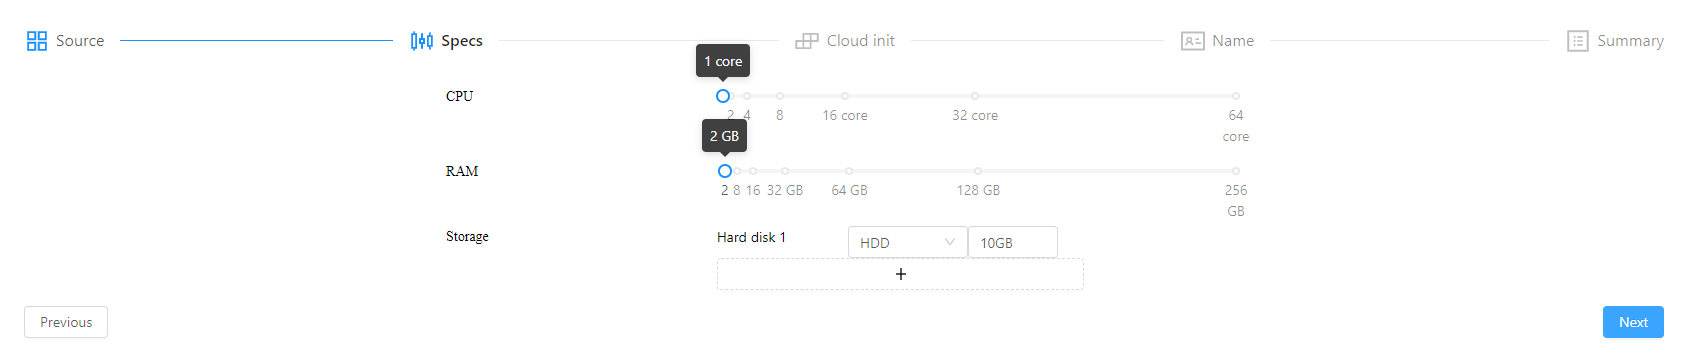 Source
Specs
Cloud init
Name
Summary
1 core
CPU
2 4 8 16 core 32 core 64 core
2 GB
RAM
2 8 16 32 GB 64 GB 128 GB 256 GB
Storage
Hard disk 1
HDD
10GB
+
Previous
Next